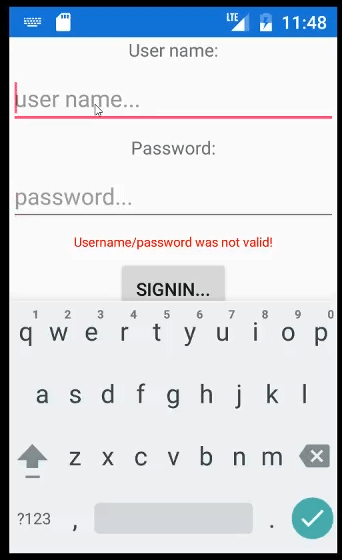 LTE 11:48
User name:
user name...
Password:
password...
Username/password was not valid!
SIGNIN...
1 2 3 4 5 6 7 8 9 0
q w e r t y u i o p
a s d f g h j k l
z x c v b n m
?123 , .